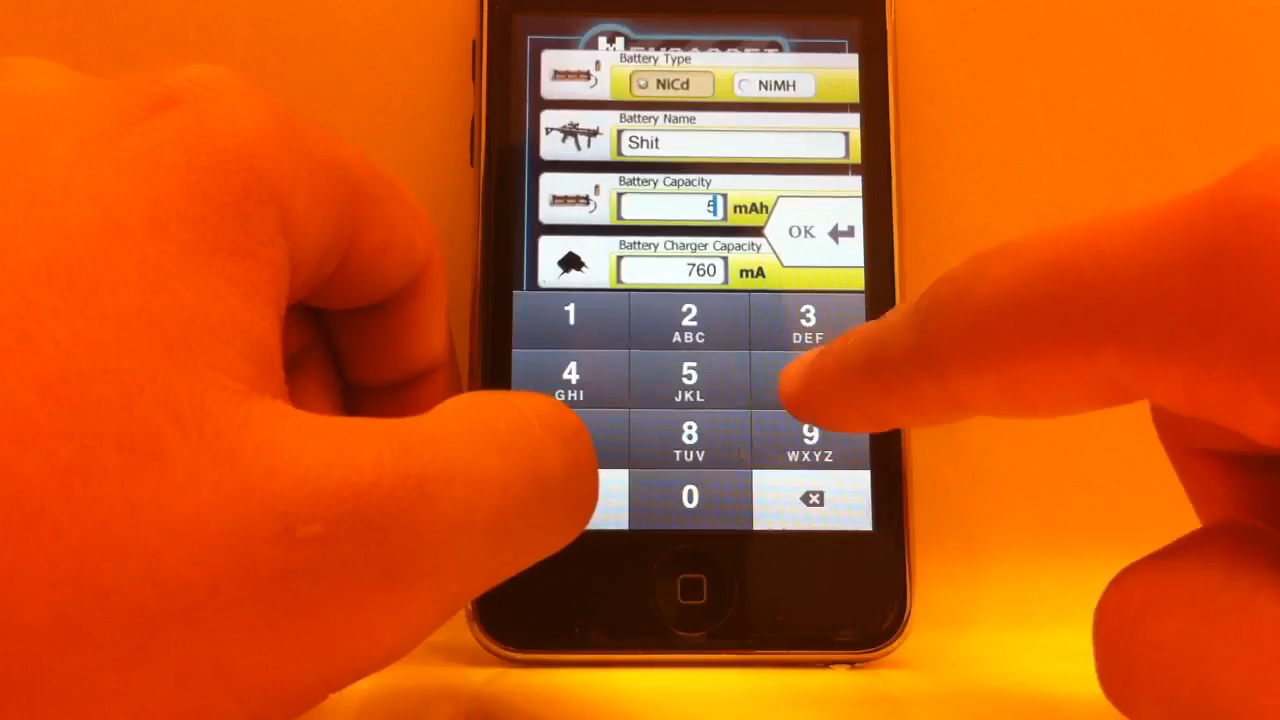 Battery Type
NiCd NiMH
Battery Name
Shit
Battery Capacity
5 mAh
OK
Battery Charger Capacity
760 mA
1 2 3
ABC DEF
4 5
GHI JKL
8 9
TUV WXYZ
0